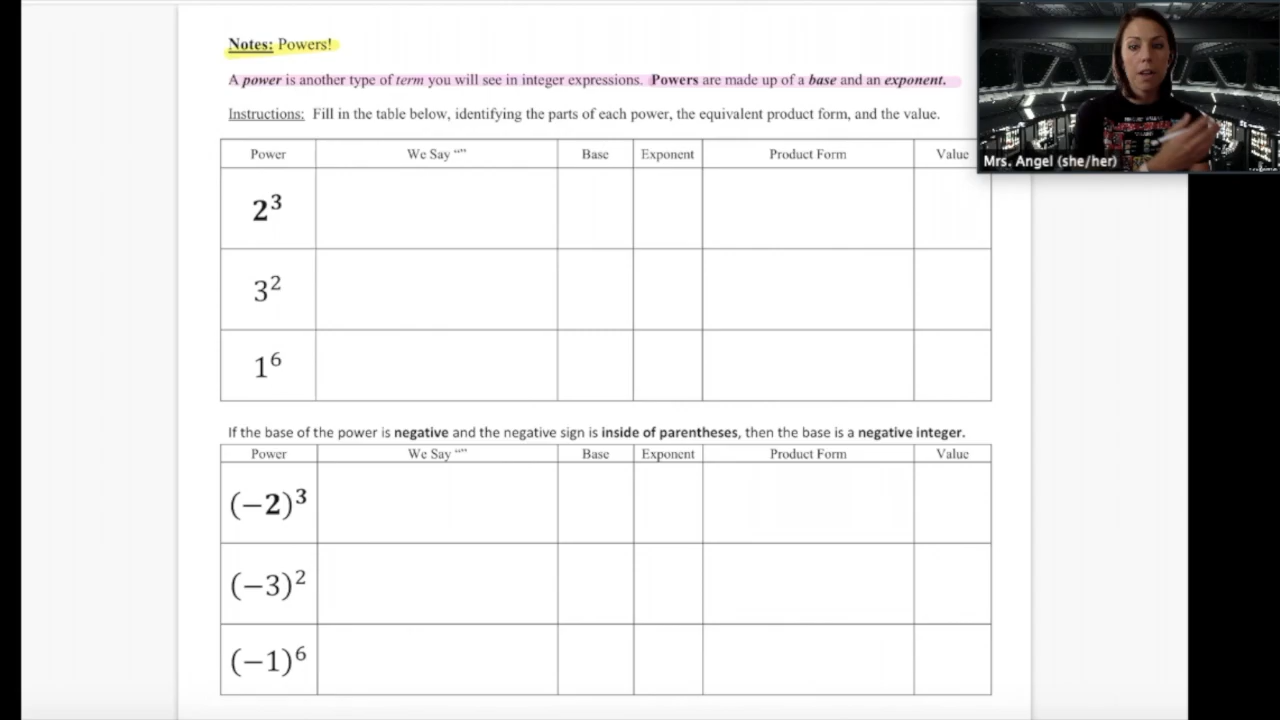 Notes: Powers!
A power is another type of term you will see in integer expressions. Powers are made up of a base and an exponent.
Instructions: Fill in the table below, identifying the parts of each power, the equivalent product form, and the value.
Power We Say “” Base Exponent Product Form Value
2³
3²
1⁶
If the base of the power is negative and the negative sign is inside of parentheses, then the base is a negative integer.
Power We Say “” Base Exponent Product Form Value
(−2)³
(−3)²
(−1)⁶
Mrs. Angel (she/her)